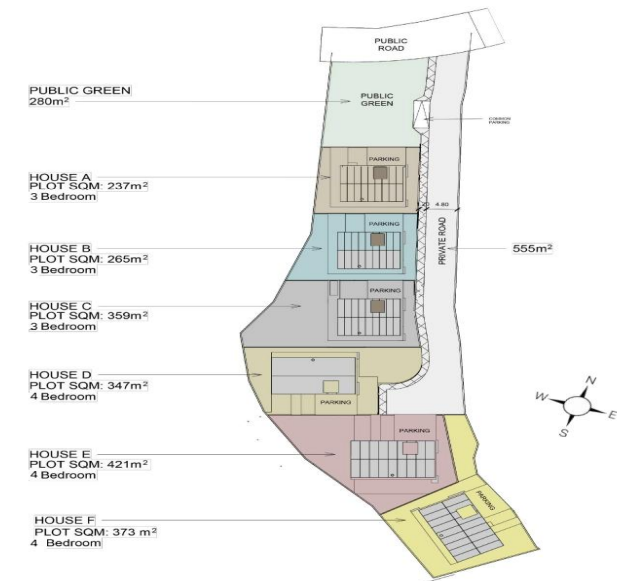 PUBLIC
ROAD
PUBLIC GREEN
280m²
PUBLIC
GREEN
COMMON
PARKING
HOUSE A
PLOT SQM: 237m²
3 Bedroom
PARKING
4.80
HOUSE B
PLOT SQM: 265m²
3 Bedroom
PARKING
PRIVATE ROAD
555m²
HOUSE C
PLOT SQM: 359m²
3 Bedroom
PARKING
HOUSE D
PLOT SQM: 347m²
4 Bedroom
PARKING
N
W
E
S
HOUSE E
PLOT SQM: 421m²
4 Bedroom
PARKING
HOUSE F
PLOT SQM: 373 m²
4 Bedroom
PARKING